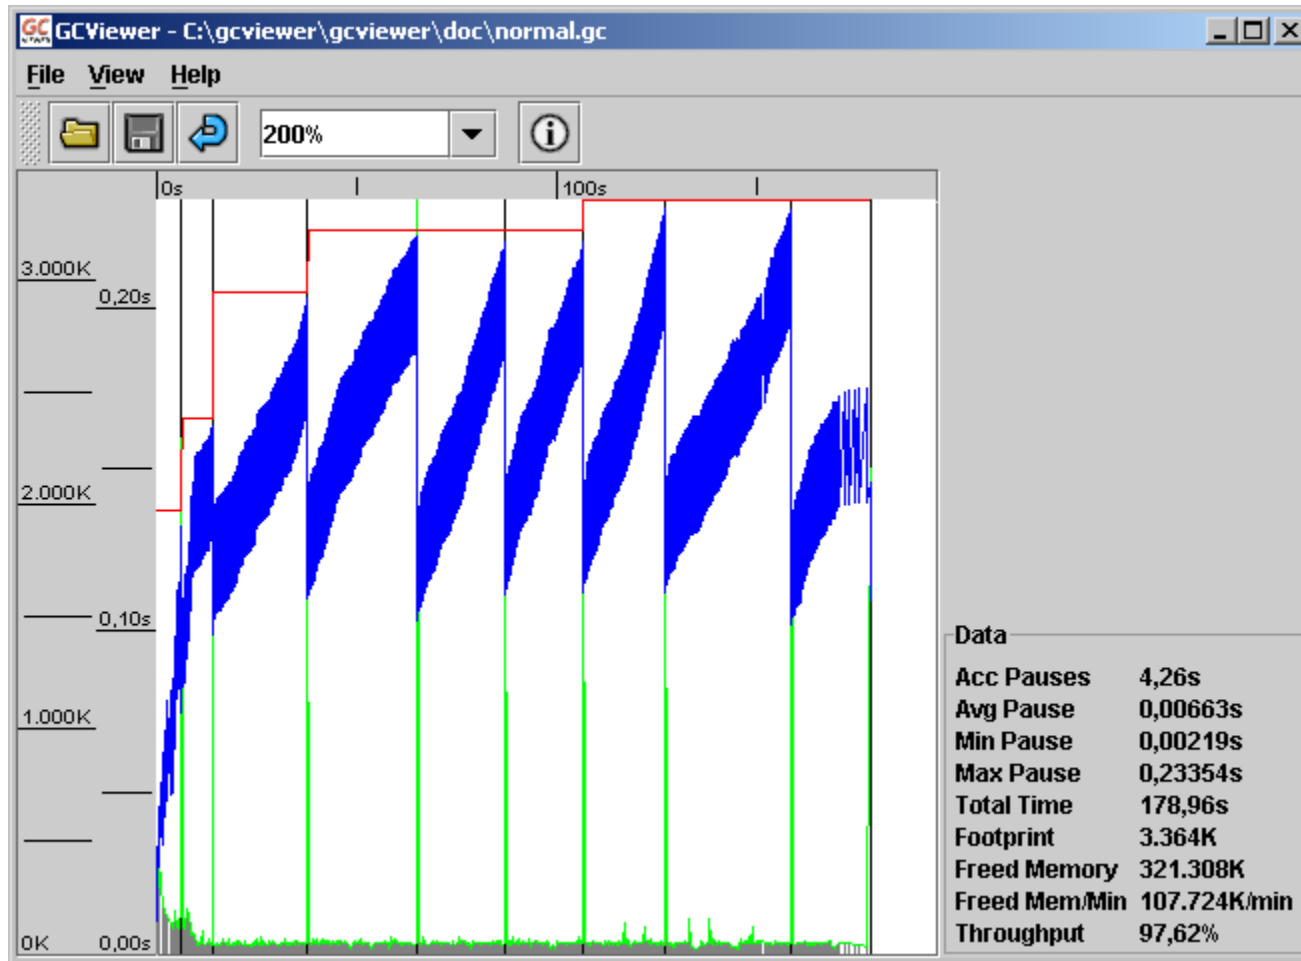 GCViewer - C:\gcviewer\gcviewer\doc\normal.gc
File View Help
200%
0s 100s
3.000K
0,20s
2.000K
0,10s
1.000K
0K 0,00s
Data
Acc Pauses 4,26s
Avg Pause 0,00663s
Min Pause 0,00219s
Max Pause 0,23354s
Total Time 178,96s
Footprint 3.364K
Freed Memory 321.308K
Freed Mem/Min 107.724K/min
Throughput 97,62%